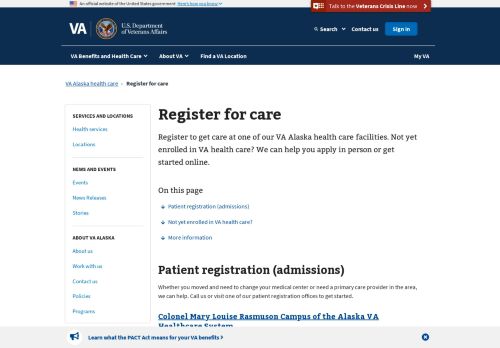 An official website of the United States government Here's how you know
Talk to the Veterans Crisis Line now
VA
U.S. Department
of Veterans Affairs
Search
Contact us
Sign in
VA Benefits and Health Care
About VA
Find a VA Location
My VA
VA Alaska health care
Register for care
SERVICES AND LOCATIONS
Health services
Locations
NEWS AND EVENTS
Events
News Releases
Stories
ABOUT VA ALASKA
About us
Work with us
Contact us
Policies
Programs
Register for care
Register to get care at one of our VA Alaska health care facilities. Not yet
enrolled in VA health care? We can help you apply in person or get
started online.
On this page
Patient registration (admissions)
Not yet enrolled in VA health care?
More information
Patient registration (admissions)
Whether you moved and need to change your medical center or need a primary care provider in the area,
we can help. Call us or visit one of our patient registration offices to get started.
Colonel Mary Louise Rasmuson Campus of the Alaska VA
Healthcare System
Learn what the PACT Act means for your VA benefits